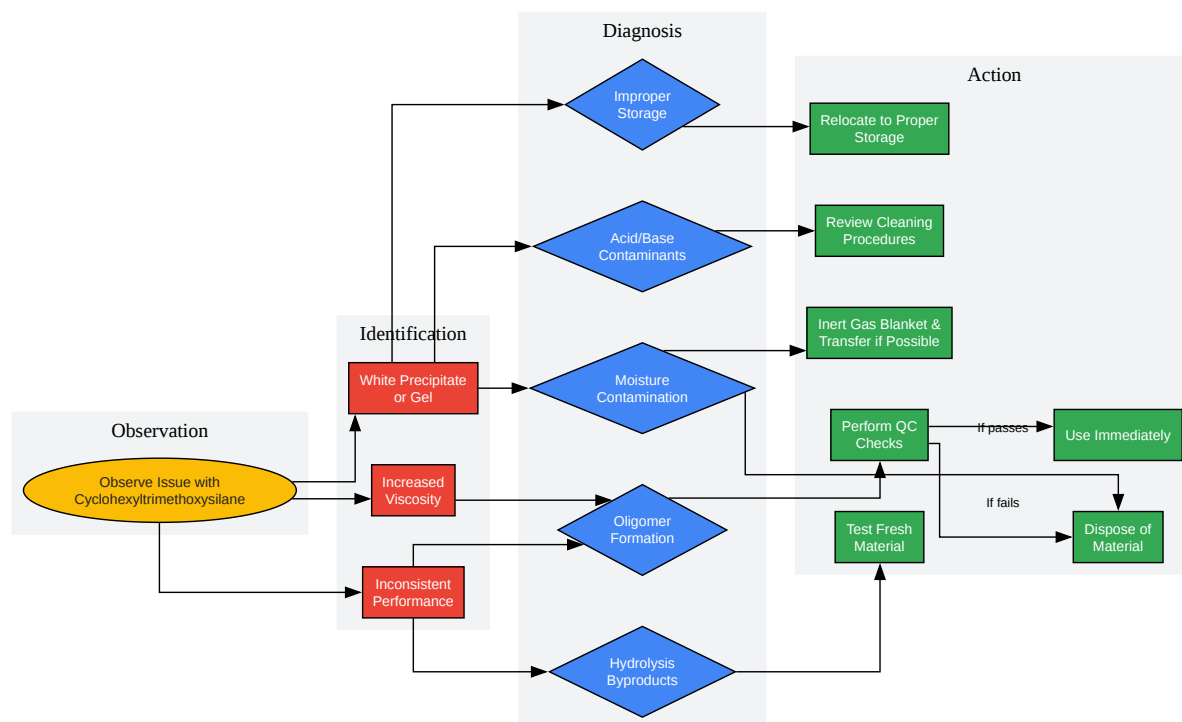 Observation
Observe Issue with
Cyclohexyltrimethoxysilane
Identification
White Precipitate
or Gel
Increased
Viscosity
Inconsistent
Performance
Diagnosis
Improper
Storage
Acid/Base
Contaminants
Moisture
Contamination
Oligomer
Formation
Hydrolysis
Byproducts
Action
Relocate to Proper
Storage
Review Cleaning
Procedures
Inert Gas Blanket &
Transfer if Possible
Perform QC
Checks
If passes
Use Immediately
If fails
Test Fresh
Material
Dispose of
Material